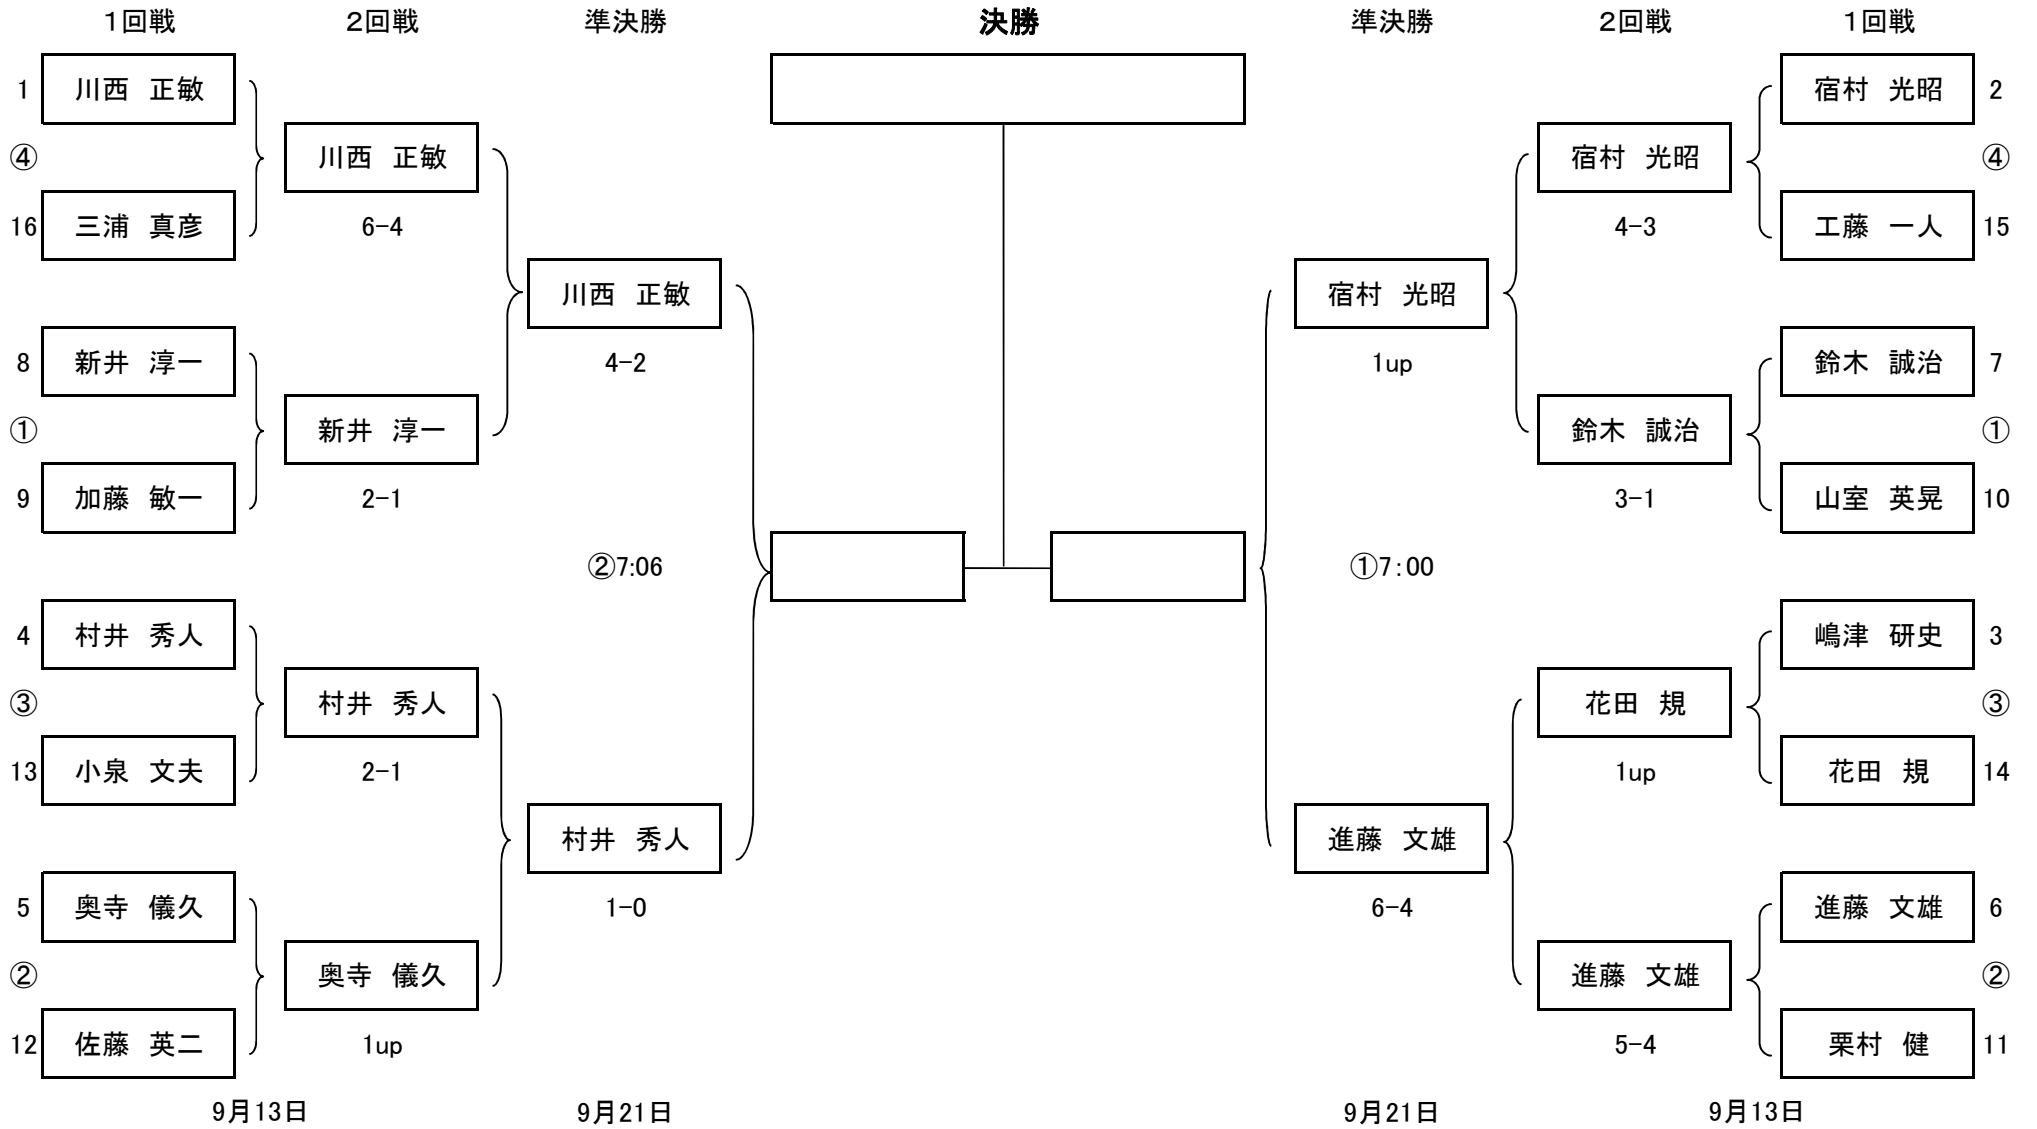 １回戦 ２回戦 準決勝 決勝 準決勝 ２回戦 １回戦
1 川西 正敏 宿村 光昭 2
④ 川西 正敏 宿村 光昭 ④
16 三浦 真彦 6-4 4-3 工藤 一人 15
川西 正敏 宿村 光昭
8 新井 淳一 4-2 1up 鈴木 誠治 7
① 新井 淳一 鈴木 誠治 ①
9 加藤 敏一 2-1 3-1 山室 英晃 10
②7:06 ①7:00
4 村井 秀人 嶋津 研史 3
③ 村井 秀人 花田 規 ③
13 小泉 文夫 2-1 1up 花田 規 14
村井 秀人 進藤 文雄
5 奥寺 儀久 1-0 6-4 進藤 文雄 6
② 奥寺 儀久 進藤 文雄 ②
12 佐藤 英二 1up 5-4 栗村 健 11
9月13日 9月21日 9月21日 9月13日